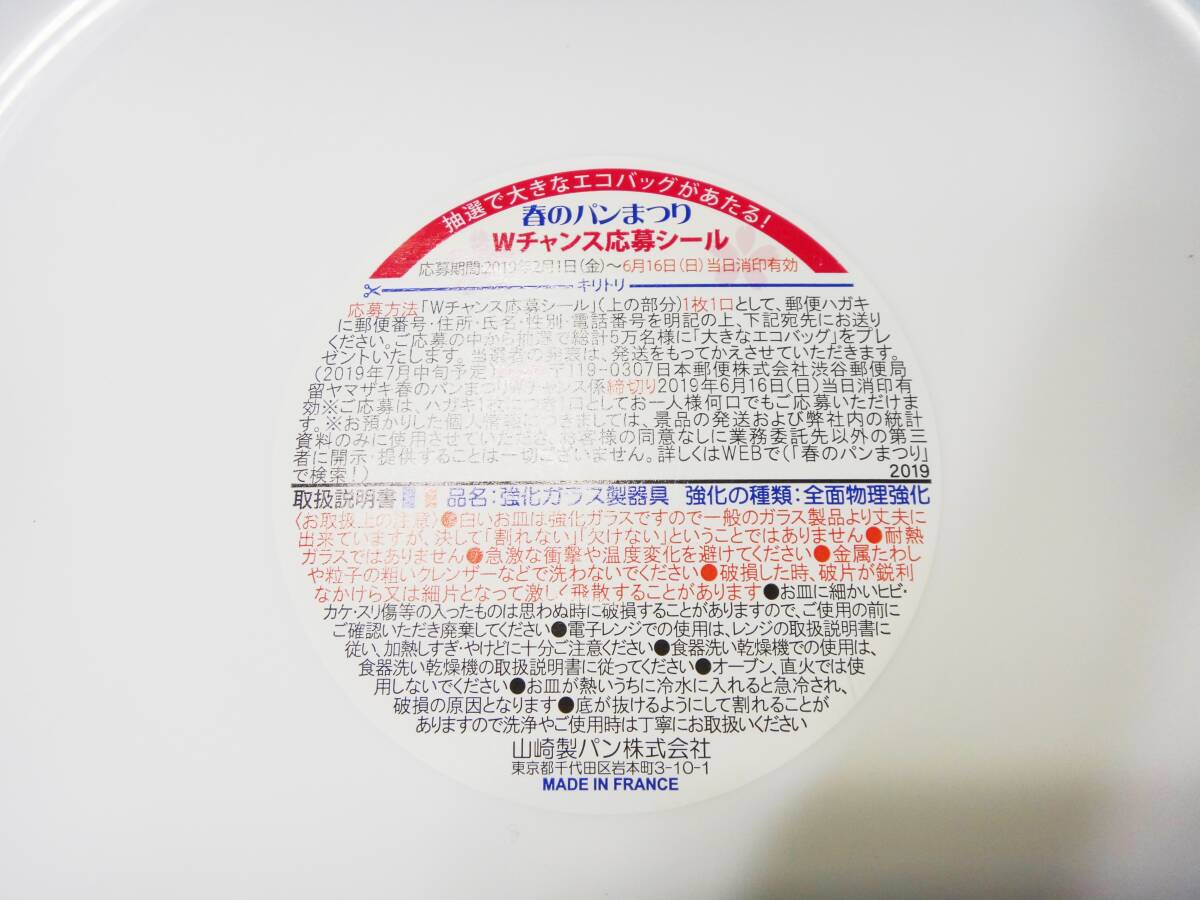 抽選で大きなエコバッグがあたる!
春のパンまつり
Wチャンス応募シール
応募期間:2019年2月1日(金)〜6月16日(日)当日消印有効
キリトリ
応募方法「Wチャンス応募シール」(上の部分)1枚1口として、郵便ハガキ
に郵便番号・住所・氏名・性別・電話番号を明記の上、下記宛先にお送り
ください。ご応募の中から抽選で総計5万名様に「大きなエコバッグ」をプレ
ゼントいたします。当選者の発表は、発送をもってかえさせていただきます。
(2019年7月中旬予定)〒119-0307日本郵便株式会社渋谷郵便局
留ヤマザキ春のパンまつりWチャンス係締切り2019年6月16日(日)当日消印有
効※ご応募は、ハガキ1枚につき1口としてお一人様何口でもご応募いただけま
す。※お預かりした個人情報につきましては、景品の発送および弊社内の統計
資料のみに使用させていただき、お客様の同意なしに業務委託先以外の第三
者に開示・提供することは一切ございません。詳しくはWEBで(「春のパンまつり」
で検索!)
2019
取扱説明書 品名:強化ガラス製器具 強化の種類:全面物理強化
〈お取扱上の注意〉●白いお皿は強化ガラスですので一般のガラス製品より丈夫に
出来ていますが、決して「割れない」「欠けない」ということではありません●耐熱
ガラスではありません●急激な衝撃や温度変化を避けてください●金属たわし
や粒子の粗いクレンザーなどで洗わないでください●破損した時、破片が鋭利
なかけら又は細片となって激しく飛散することがあります●お皿に細かいヒビ・
カケ・スリ傷等の入ったものは思わぬ時に破損することがありますので、ご使用の前に
ご確認いただき廃棄してください●電子レンジでの使用は、レンジの取扱説明書に
従い、加熱しすぎ・やけどに十分ご注意ください●食器洗い乾燥機での使用は、
食器洗い乾燥機の取扱説明書に従ってください●オーブン、直火では使
用しないでください●お皿が熱いうちに冷水に入れると急冷され、
破損の原因となります●底が抜けるようにして割れることが
ありますので洗浄やご使用時は丁寧にお取扱いください
山崎製パン株式会社
東京都千代田区岩本町3-10-1
MADE IN FRANCE